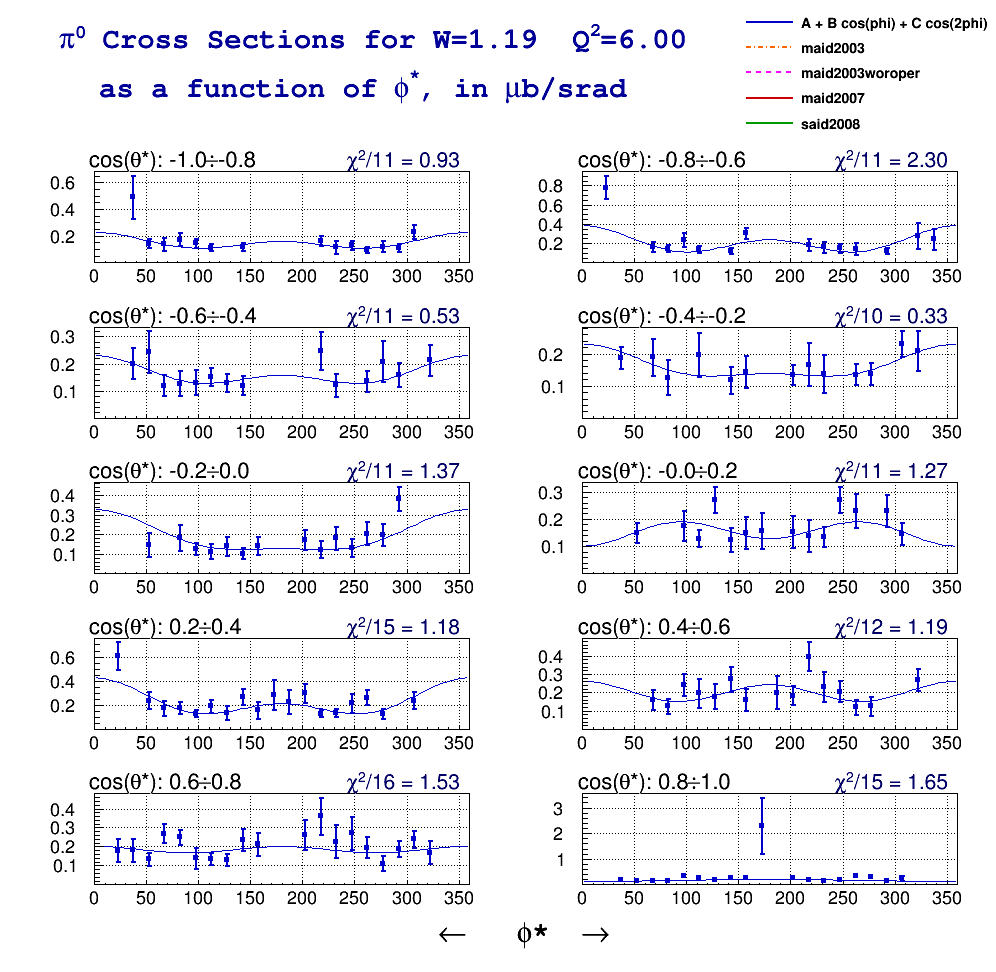 π⁰ Cross Sections for W=1.19 Q²=6.00
as a function of ϕ*, in μb/srad
A + B cos(phi) + C cos(2phi)
maid2003
maid2003woroper
maid2007
said2008
cos(θ*): -1.0÷-0.8 χ²/11 = 0.93
0.6
0.4
0.2
0 50 100 150 200 250 300 350
cos(θ*): -0.8÷-0.6 χ²/11 = 2.30
0.8
0.6
0.4
0.2
0 50 100 150 200 250 300 350
cos(θ*): -0.6÷-0.4 χ²/11 = 0.53
0.3
0.2
0.1
0 50 100 150 200 250 300 350
cos(θ*): -0.4÷-0.2 χ²/10 = 0.33
0.2
0.1
0 50 100 150 200 250 300 350
cos(θ*): -0.2÷0.0 χ²/11 = 1.37
0.4
0.3
0.2
0.1
0 50 100 150 200 250 300 350
cos(θ*): -0.0÷0.2 χ²/11 = 1.27
0.3
0.2
0.1
0 50 100 150 200 250 300 350
cos(θ*): 0.2÷0.4 χ²/15 = 1.18
0.6
0.4
0.2
0 50 100 150 200 250 300 350
cos(θ*): 0.4÷0.6 χ²/12 = 1.19
0.4
0.3
0.2
0.1
0 50 100 150 200 250 300 350
cos(θ*): 0.6÷0.8 χ²/16 = 1.53
0.4
0.3
0.2
0.1
0 50 100 150 200 250 300 350
cos(θ*): 0.8÷1.0 χ²/15 = 1.65
3
2
1
0 50 100 150 200 250 300 350
← ϕ* →